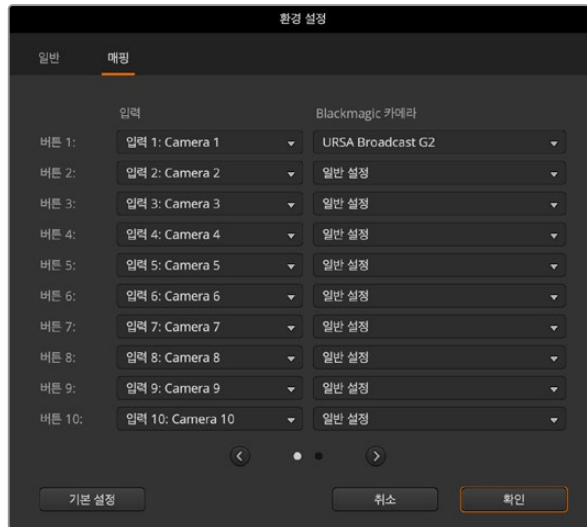 환경 설정
일반 매핑
입력 Blackmagic 카메라
버튼 1: 입력 1: Camera 1 URSA Broadcast G2
버튼 2: 입력 2: Camera 2 일반 설정
버튼 3: 입력 3: Camera 3 일반 설정
버튼 4: 입력 4: Camera 4 일반 설정
버튼 5: 입력 5: Camera 5 일반 설정
버튼 6: 입력 6: Camera 6 일반 설정
버튼 7: 입력 7: Camera 7 일반 설정
버튼 8: 입력 8: Camera 8 일반 설정
버튼 9: 입력 9: Camera 9 일반 설정
버튼 10: 입력 10: Camera 10 일반 설정
기본 설정 취소 확인